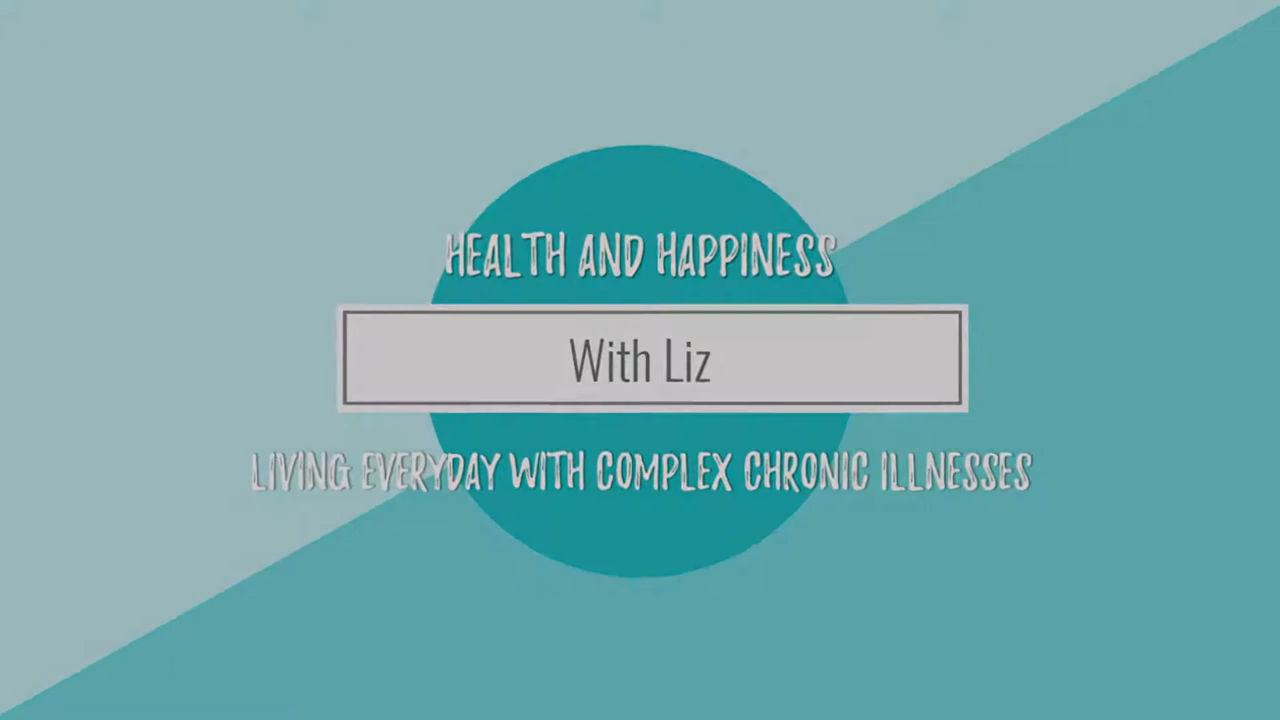 HEALTH AND HAPPINESS
With Liz
LIVING EVERYDAY WITH COMPLEX CHRONIC ILLNESSES